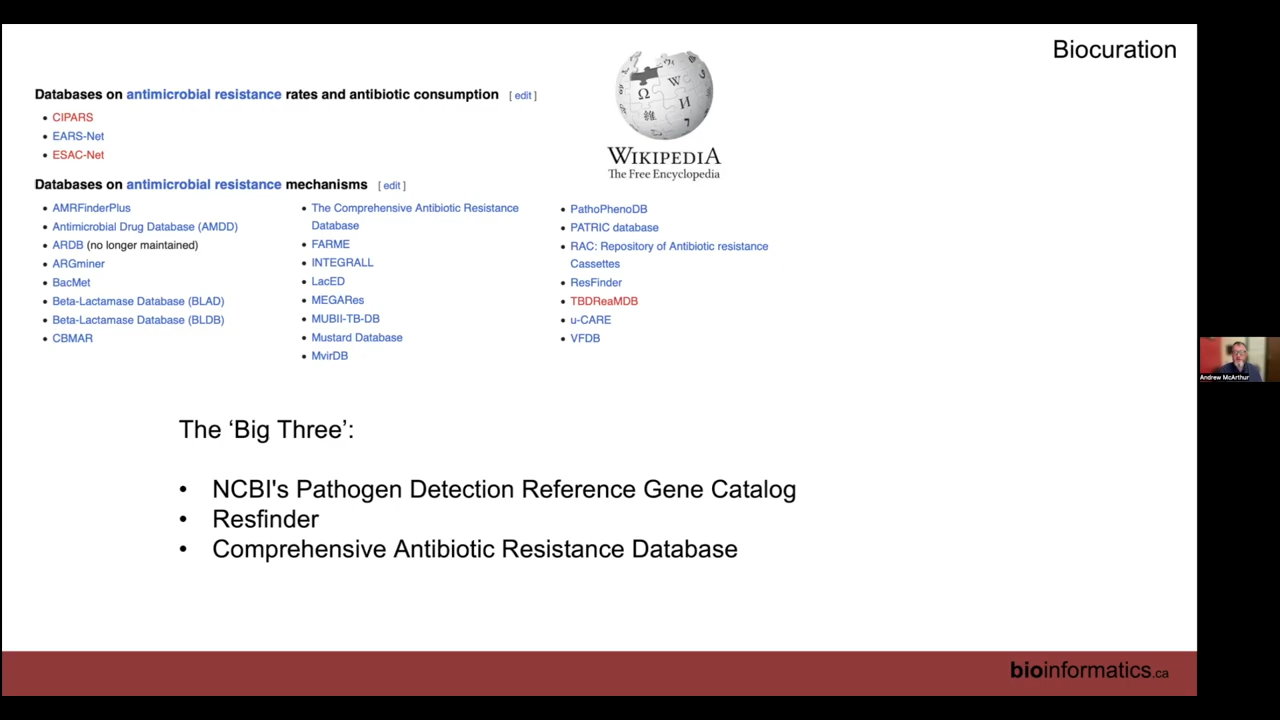 Biocuration
Databases on antimicrobial resistance rates and antibiotic consumption [ edit ]
• CIPARS
• EARS-Net
• ESAC-Net
WIKIPEDIA
The Free Encyclopedia
Databases on antimicrobial resistance mechanisms [ edit ]
• AMRFinderPlus
• Antimicrobial Drug Database (AMDD)
• ARDB (no longer maintained)
• ARGminer
• BacMet
• Beta-Lactamase Database (BLAD)
• Beta-Lactamase Database (BLDB)
• CBMAR
• The Comprehensive Antibiotic Resistance
Database
• FARME
• INTEGRALL
• LacED
• MEGARes
• MUBII-TB-DB
• Mustard Database
• MvirDB
• PathoPhenoDB
• PATRIC database
• RAC: Repository of Antibiotic resistance
Cassettes
• ResFinder
• TBDReaMDB
• u-CARE
• VFDB
The ‘Big Three’:
• NCBI's Pathogen Detection Reference Gene Catalog
• Resfinder
• Comprehensive Antibiotic Resistance Database
Andrew McArthur
bioinformatics.ca